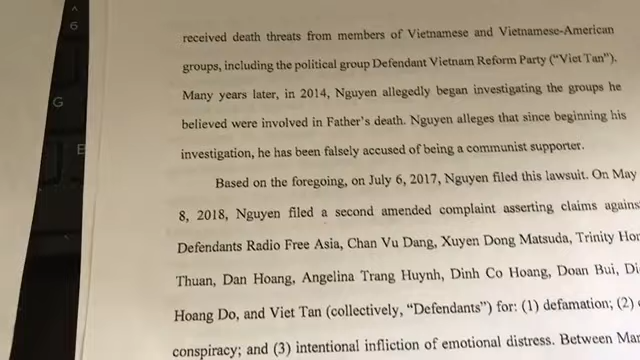 received death threats from members of Vietnamese and Vietnamese-American
groups, including the political group Defendant Vietnam Reform Party (“Viet Tan”).
Many years later, in 2014, Nguyen allegedly began investigating the groups he
believed were involved in Father’s death. Nguyen alleges that since beginning his
investigation, he has been falsely accused of being a communist supporter.
Based on the foregoing, on July 6, 2017, Nguyen filed this lawsuit. On May
8, 2018, Nguyen filed a second amended complaint asserting claims
Defendants Radio Free Asia, Chan Vu Dang, Xuyen Dong Matsuda, Trinity
Thuan, Dan Hoang, Angelina Trang Huynh, Dinh Co Hoang, Doan Bui,
Hoang Do, and Viet Tan (collectively, “Defendants”) for: (1) defamation; (2)
conspiracy; and (3) intentional infliction of emotional distress. Between
^
6
G